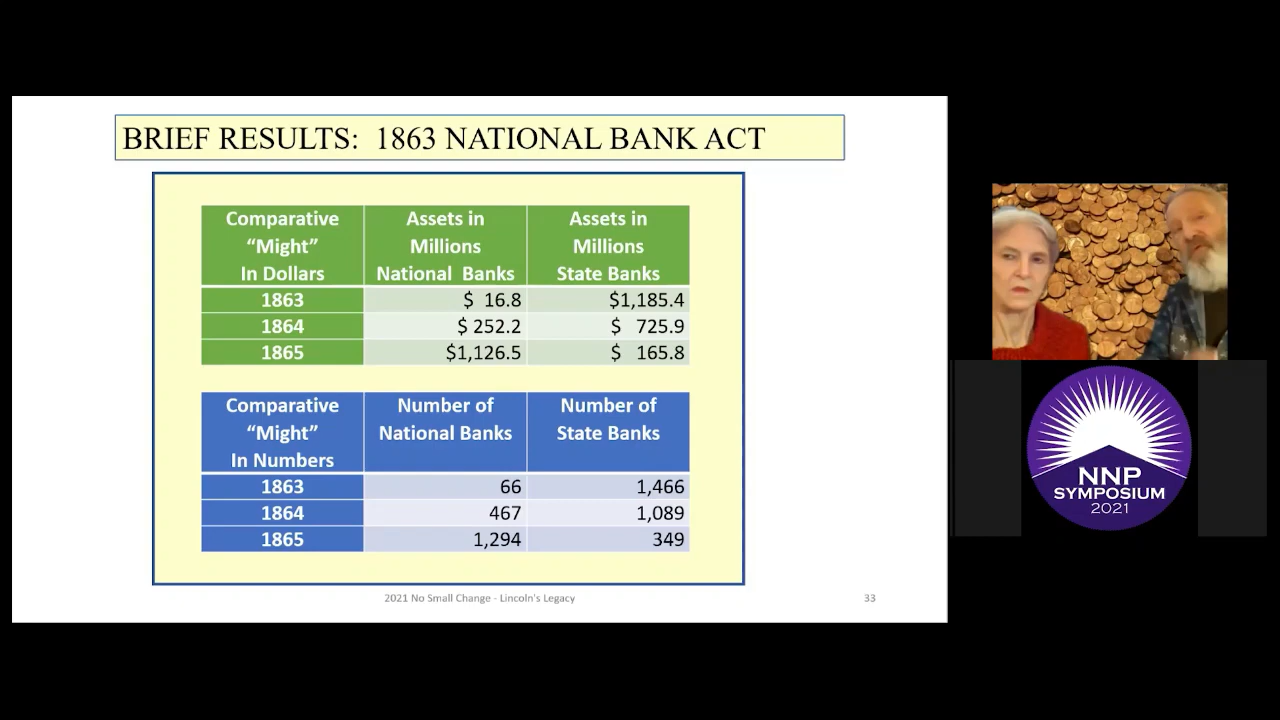 BRIEF RESULTS: 1863 NATIONAL BANK ACT
Comparative Assets in Assets in
“Might” Millions Millions
In Dollars National Banks State Banks
1863 $ 16.8 $1,185.4
1864 $ 252.2 $ 725.9
1865 $1,126.5 $ 165.8
Comparative Number of Number of
“Might” National Banks State Banks
In Numbers
1863 66 1,466
1864 467 1,089
1865 1,294 349
2021 No Small Change - Lincoln's Legacy 33
NNP
SYMPOSIUM
2021